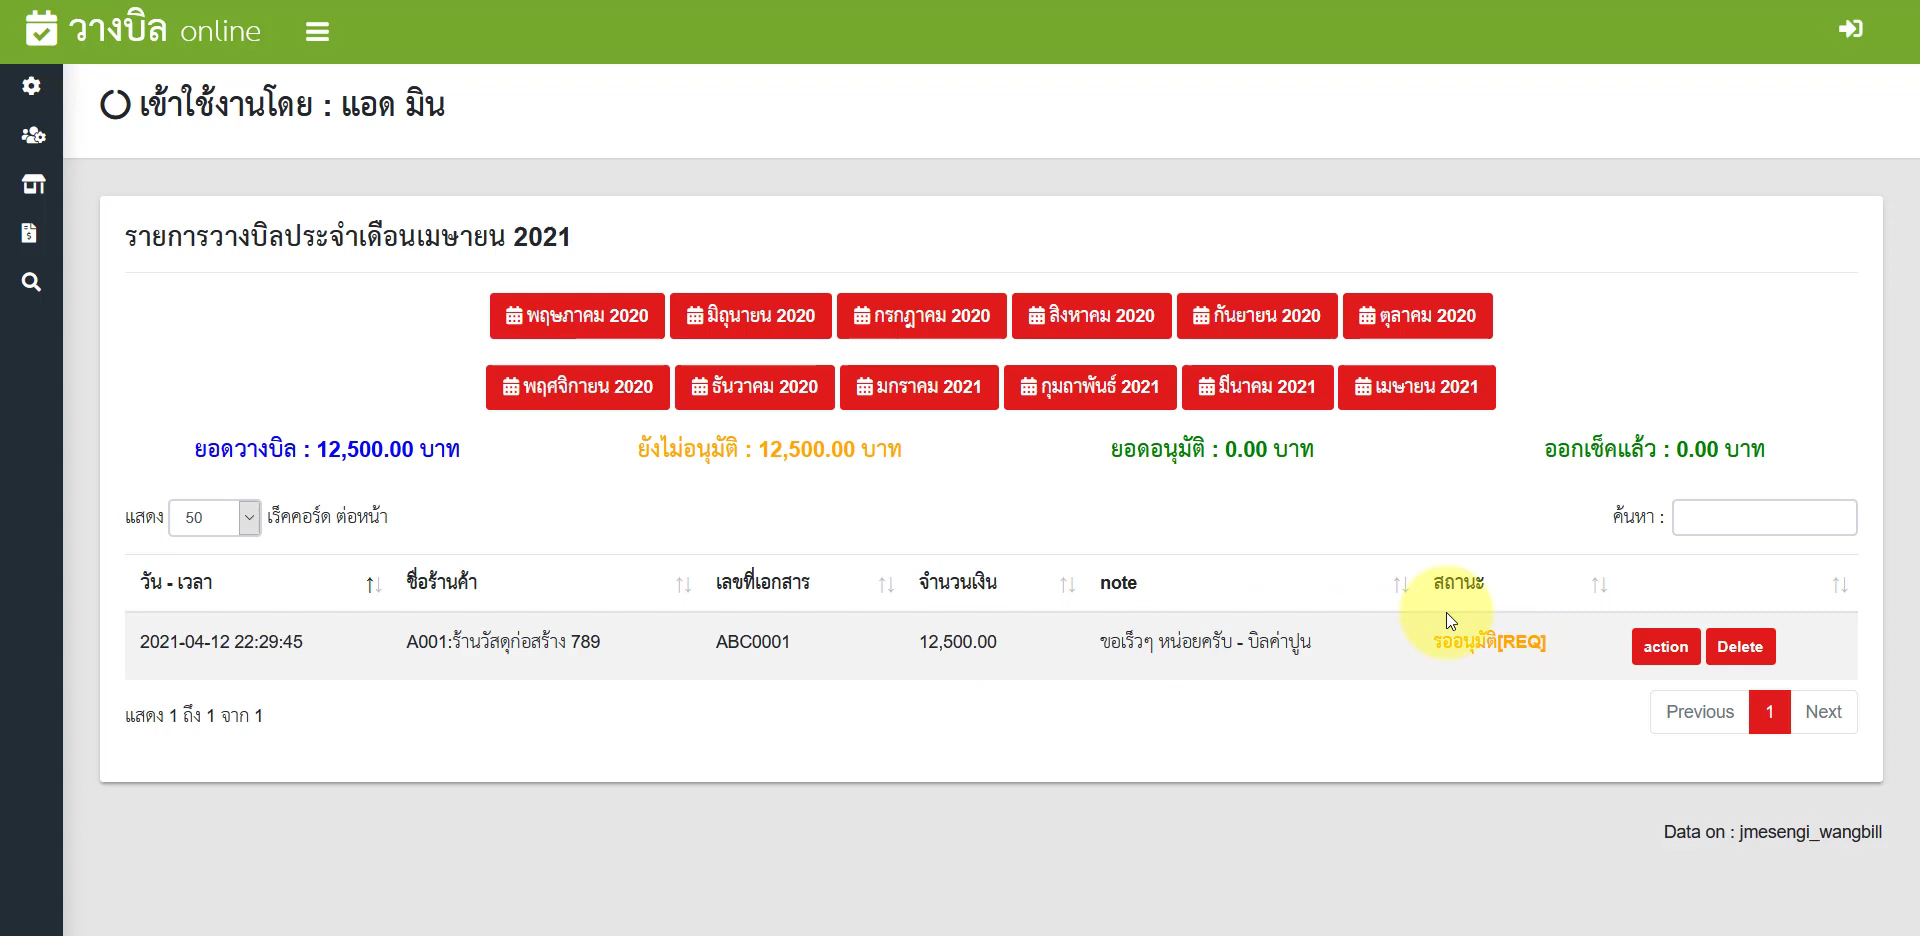 วางบิล online
เข้าใช้งานโดย : แอด มิน
รายการวางบิลประจำเดือนเมษายน 2021
พฤษภาคม 2020 มิถุนายน 2020 กรกฎาคม 2020 สิงหาคม 2020 กันยายน 2020 ตุลาคม 2020
พฤศจิกายน 2020 ธันวาคม 2020 มกราคม 2021 กุมภาพันธ์ 2021 มีนาคม 2021 เมษายน 2021
ยอดวางบิล : 12,500.00 บาท ยังไม่อนุมัติ : 12,500.00 บาท ยอดอนุมัติ : 0.00 บาท ออกเช็คแล้ว : 0.00 บาท
แสดง 50 เร็คคอร์ด ต่อหน้า ค้นหา :
วัน - เวลา ชื่อร้านค้า เลขที่เอกสาร จำนวนเงิน note สถานะ
2021-04-12 22:29:45 A001:ร้านวัสดุก่อสร้าง 789 ABC0001 12,500.00 ขอเร็วๆ หน่อยครับ - บิลค่าปูน รออนุมัติ[REQ] action Delete
แสดง 1 ถึง 1 จาก 1 Previous 1 Next
Data on : jmesengi_wangbill